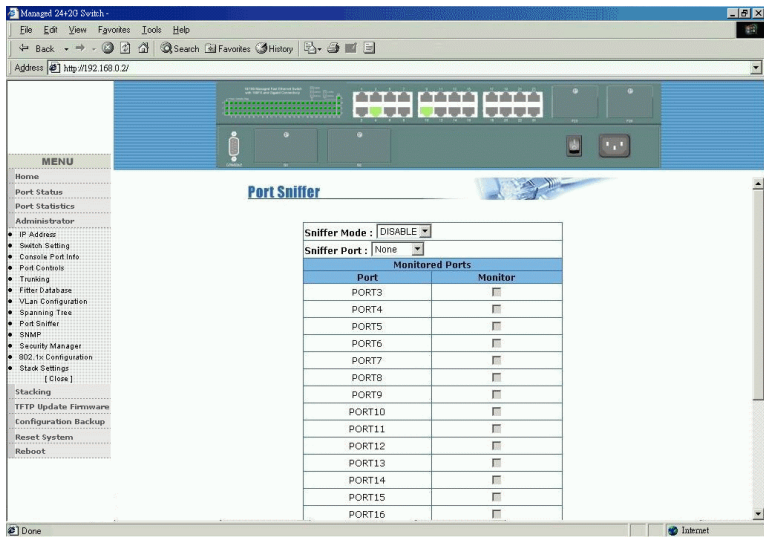 Managed 24+2G Switch -
File Edit View Favorites Tools Help
Back Search Favorites History
Address http://192.168.0.2/
MENU
Home
Port Status
Port Statistics
Administrator
IP Address
Switch Setting
Console Port Info
Port Controls
Trunking
Filter Database
VLan Configuration
Spanning Tree
Port Sniffer
SNMP
Security Manager
802.1x Configuration
Stack Settings
[ Close ]
Stacking
TFTP Update Firmware
Configuration Backup
Reset System
Reboot
Port Sniffer
Sniffer Mode : DISABLE
Sniffer Port : None
Monitored Ports
Port Monitor
PORT3
PORT4
PORT5
PORT6
PORT7
PORT8
PORT9
PORT10
PORT11
PORT12
PORT13
PORT14
PORT15
PORT16
Done Internet